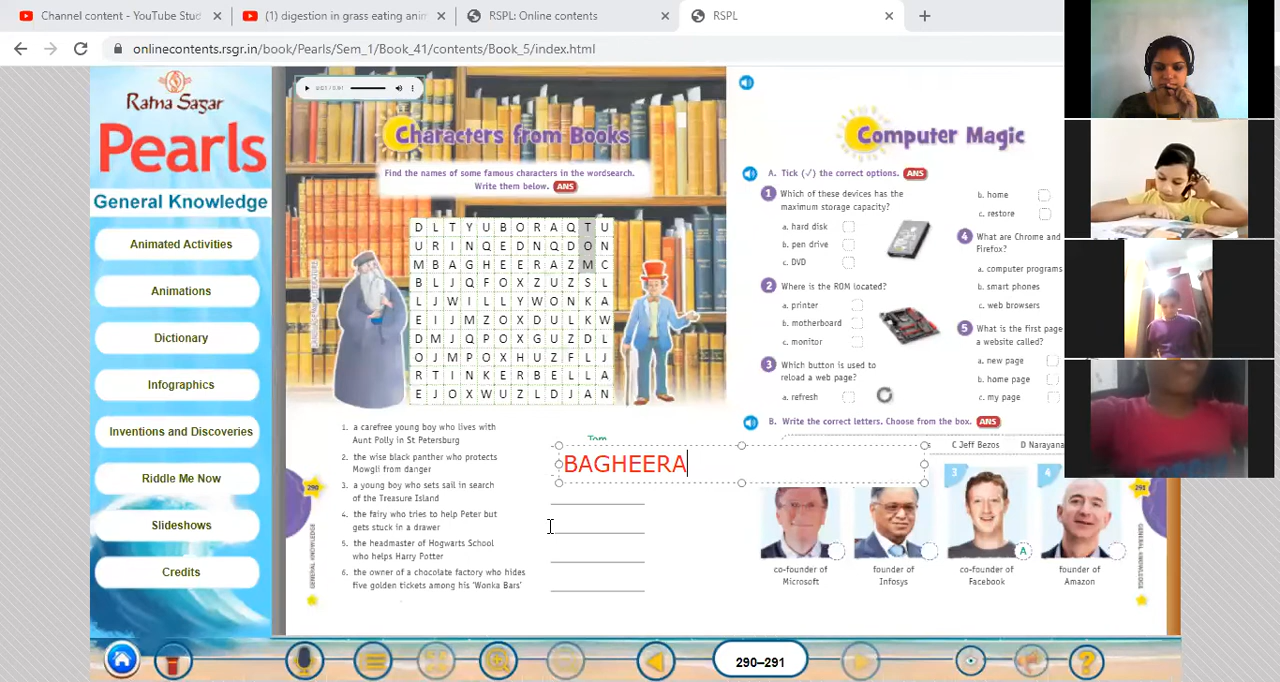 Channel content - YouTube Stud
(1) digestion in grass eating anim
RSPL: Online contents
RSPL
onlinecontents.rsgr.in/book/Pearls/Sem_1/Book_41/contents/Book_5/index.html
Ratna Sagar
Pearls
General Knowledge
Animated Activities
Animations
Dictionary
Infographics
Inventions and Discoveries
Riddle Me Now
Slideshows
Credits
Characters from Books
Find the names of some famous characters in the wordsearch.
Write them below. ANS
D L T Y U B O R A Q T U
U R I N Q E D N Q D O N
M B A G H E E R A Z M C
B L J Q F O X Z U Z S L
L J W I L L Y W O N K A
E I J M Z O X D U L K W
D M J Q P O X G U Z D L
O J M P O X H U Z F L J
R T I N K E R B E L L A
E J O X W U Z L D J A N
1. a carefree young boy who lives with
Aunt Polly in St Petersburg
Tom
2. the wise black panther who protects
Mowgli from danger
BAGHEERA
3. a young boy who sets sail in search
of the Treasure Island
4. the fairy who tries to help Peter but
gets stuck in a drawer
5. the headmaster of Hogwarts School
who helps Harry Potter
6. the owner of a chocolate factory who hides
five golden tickets among his 'Wonka Bars'
290
GENERAL KNOWLEDGE
Computer Magic
A. Tick (✓) the correct options. ANS
1 Which of these devices has the
maximum storage capacity?
a. hard disk
b. pen drive
c. DVD
2 Where is the ROM located?
a. printer
b. motherboard
c. monitor
3 Which button is used to
reload a web page?
a. refresh
b. home
c. restore
4 What are Chrome and
Firefox?
a. computer programs
b. smart phones
c. web browsers
5 What is the first page
a website called?
a. new page
b. home page
c. my page
B. Write the correct letters. Choose from the box. ANS
C Jeff Bezos D Narayana
3
4
A
co-founder of
Microsoft
founder of
Infosys
co-founder of
Facebook
founder of
Amazon
291
GENERAL KNOWLEDGE
290–291